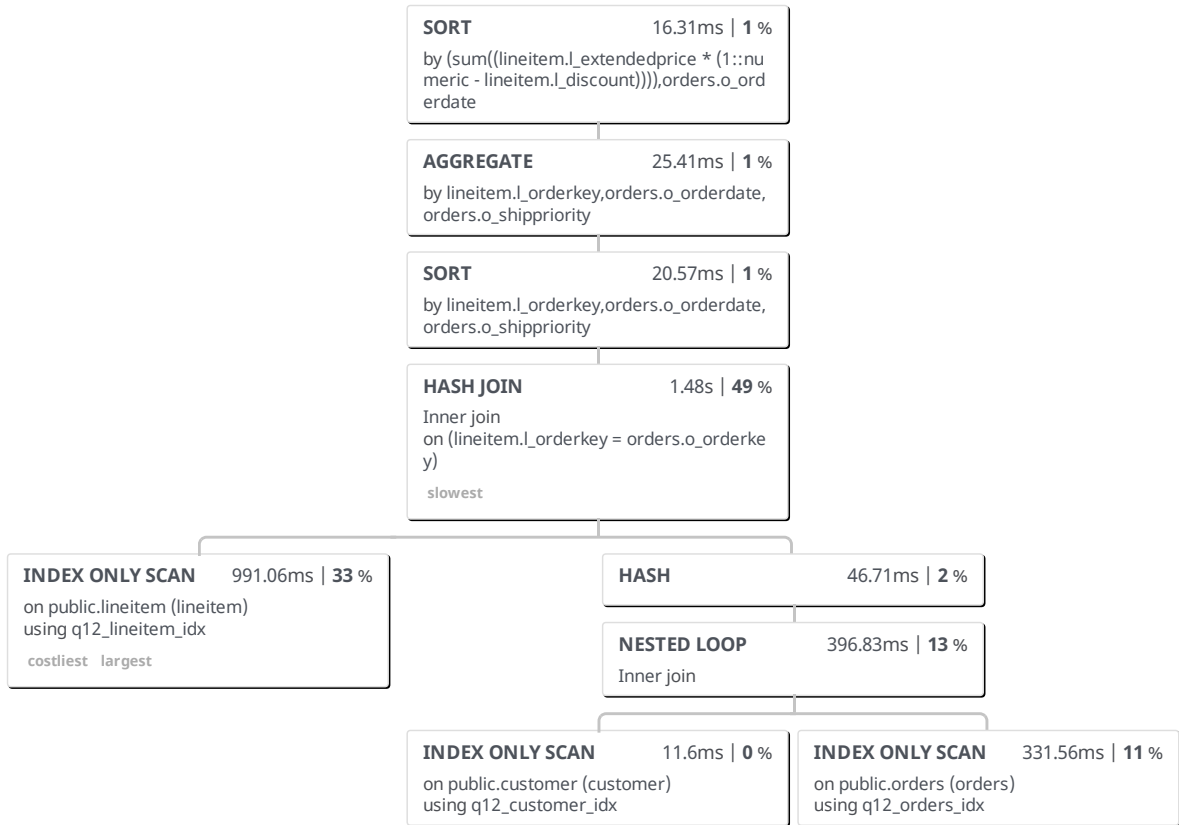 SORT 16.31ms | 1 %
by (sum((lineitem.l_extendedprice * (1::nu
meric - lineitem.l_discount)))),orders.o_ord
erdate
AGGREGATE 25.41ms | 1 %
by lineitem.l_orderkey,orders.o_orderdate,
orders.o_shippriority
SORT 20.57ms | 1 %
by lineitem.l_orderkey,orders.o_orderdate,
orders.o_shippriority
HASH JOIN 1.48s | 49 %
Inner join
on (lineitem.l_orderkey = orders.o_orderke
y)
slowest
INDEX ONLY SCAN 991.06ms | 33 %
on public.lineitem (lineitem)
using q12_lineitem_idx
costliest largest
HASH 46.71ms | 2 %
NESTED LOOP 396.83ms | 13 %
Inner join
INDEX ONLY SCAN 11.6ms | 0 %
on public.customer (customer)
using q12_customer_idx
INDEX ONLY SCAN 331.56ms | 11 %
on public.orders (orders)
using q12_orders_idx